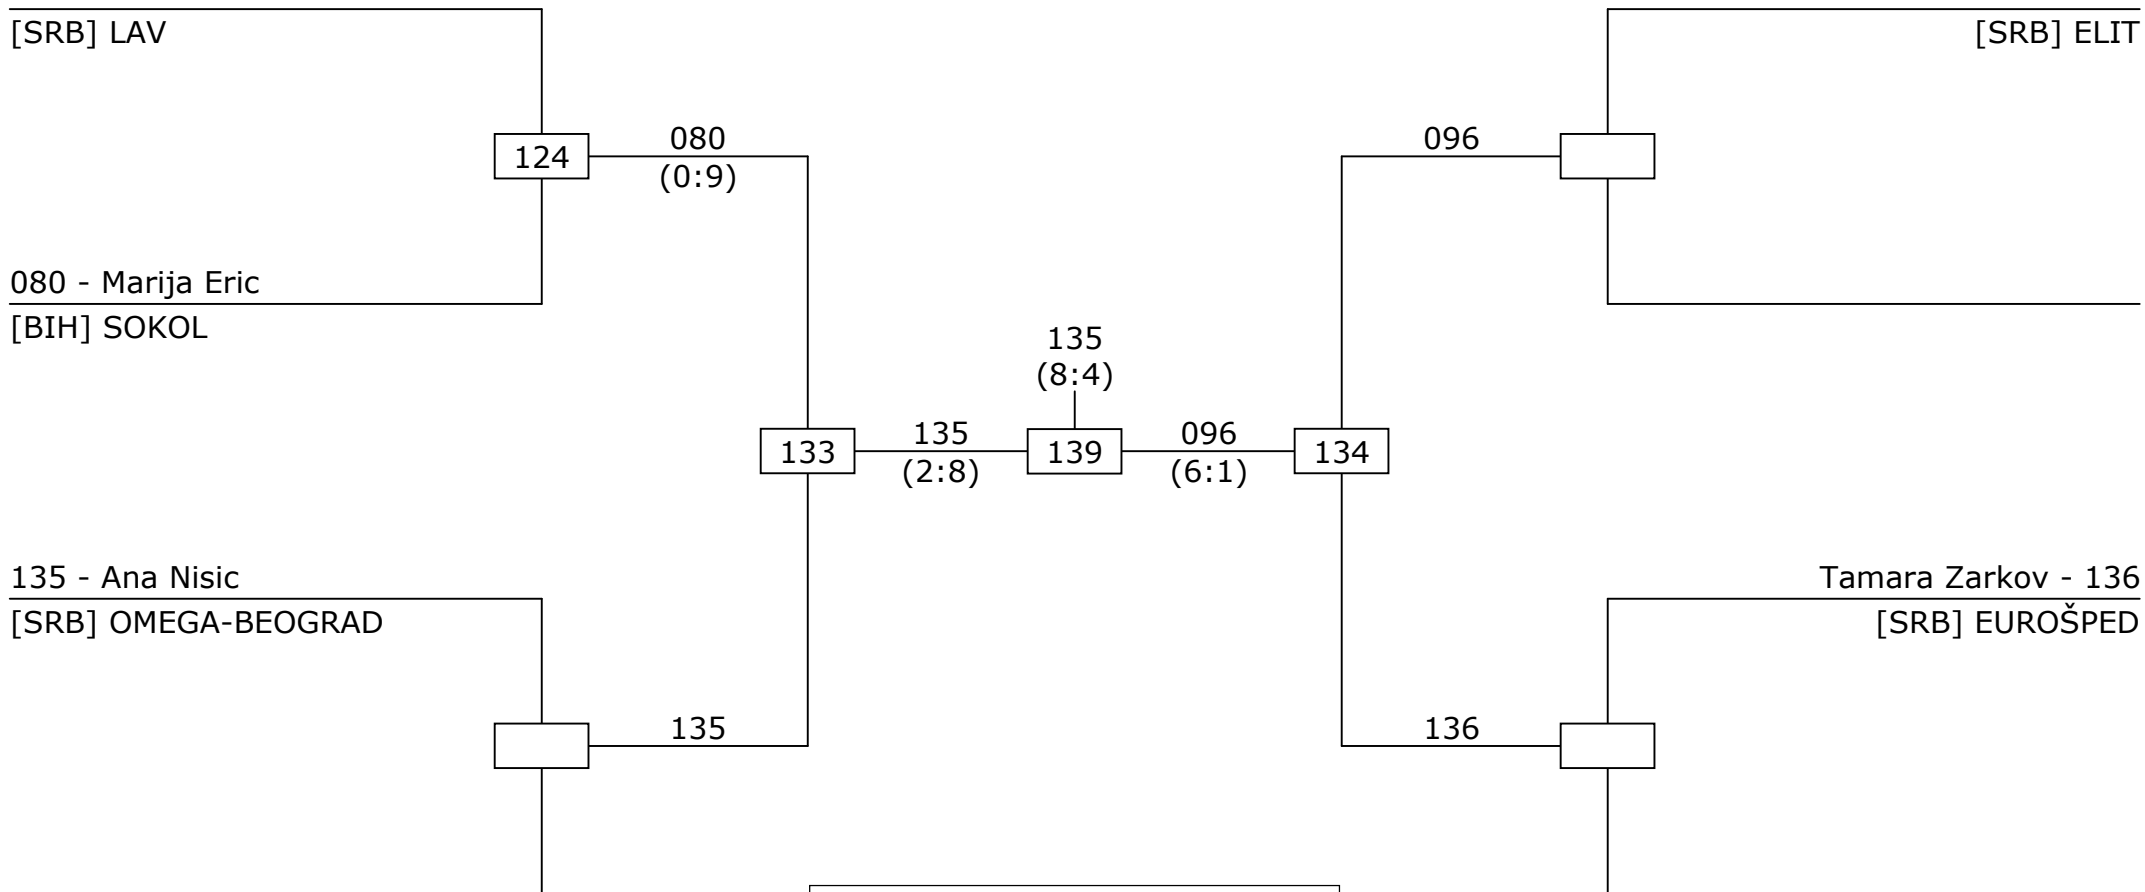 [SRB] LAV
[SRB] ELIT
124
080
(0:9)
096
080 - Marija Eric
[BIH] SOKOL
135
(8:4)
133
135
(2:8)
139
096
(6:1)
134
135 - Ana Nisic
[SRB] OMEGA-BEOGRAD
Tamara Zarkov - 136
[SRB] EUROŠPED
135
136